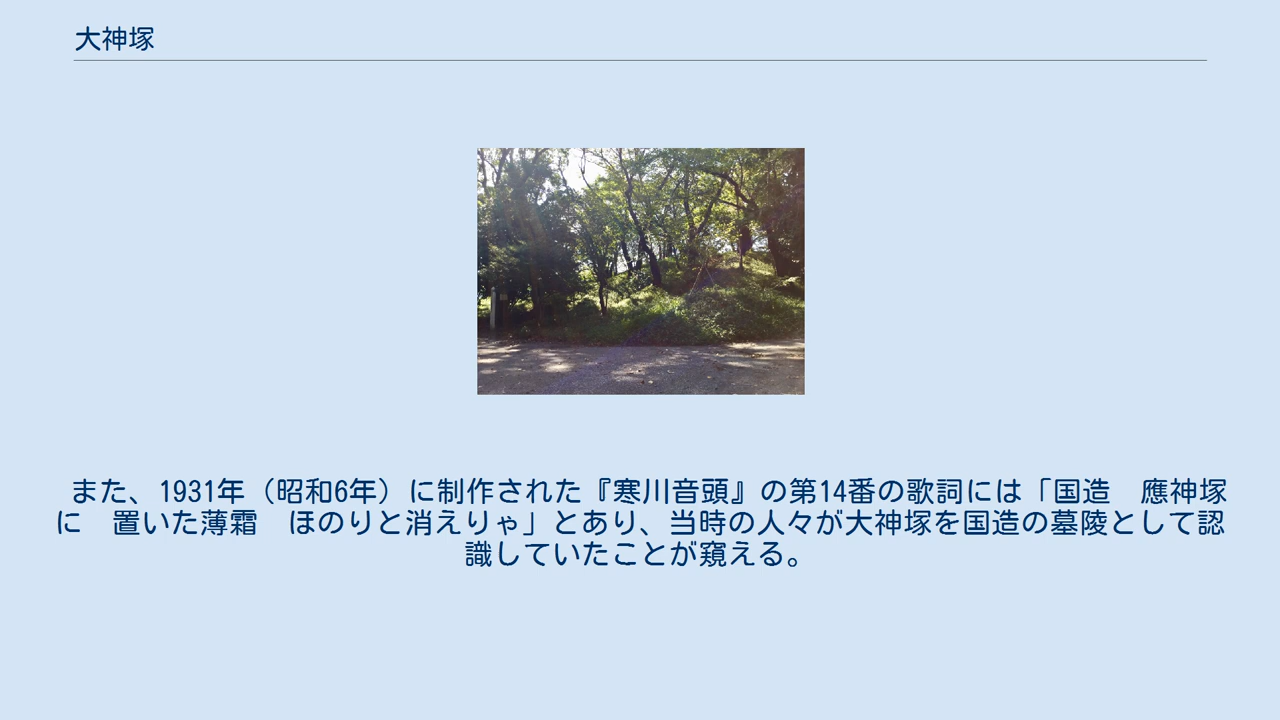 大神塚
また、1931年（昭和6年）に制作された『寒川音頭』の第14番の歌詞には「国造　應神塚
に　置いた薄霜　ほのりと消えりゃ」とあり、当時の人々が大神塚を国造の墓陵として認
識していたことが窺える。